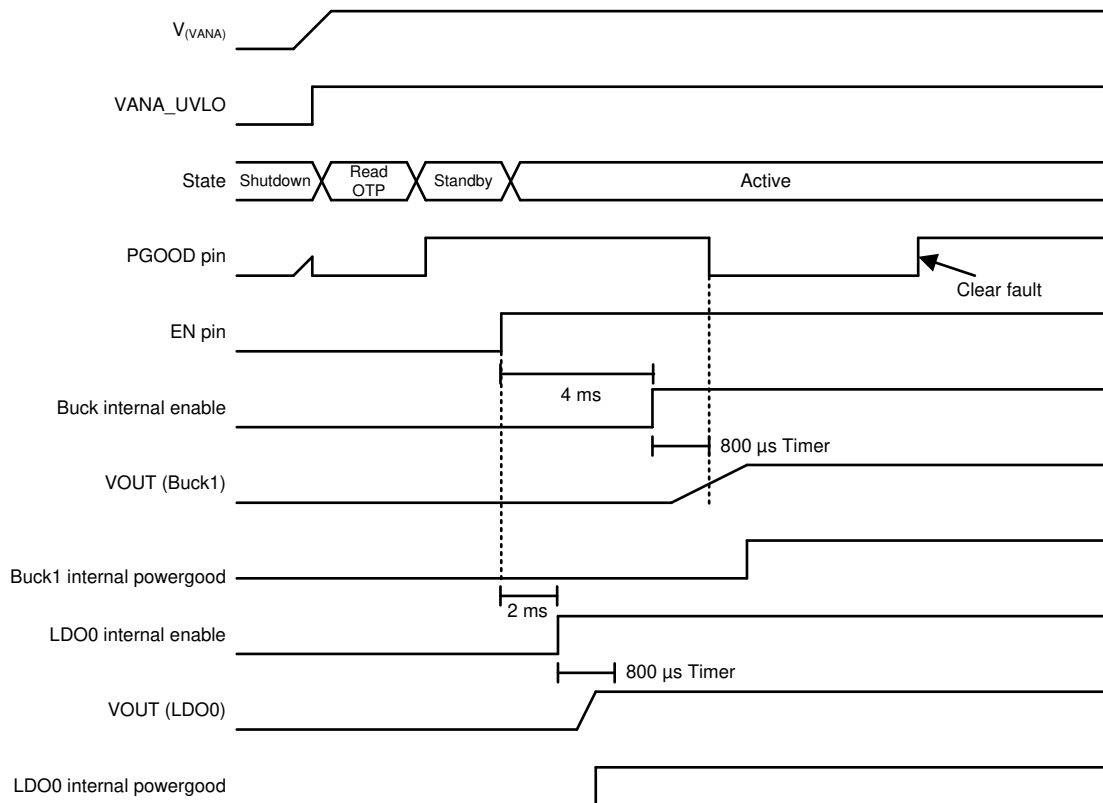 V(VANA)
VANA_UVLO
State
Shutdown
Read
OTP
Standby
Active
PGOOD pin
Clear fault
EN pin
4 ms
Buck internal enable
800 µs Timer
VOUT (Buck1)
Buck1 internal powergood
2 ms
LDO0 internal enable
800 µs Timer
VOUT (LDO0)
LDO0 internal powergood